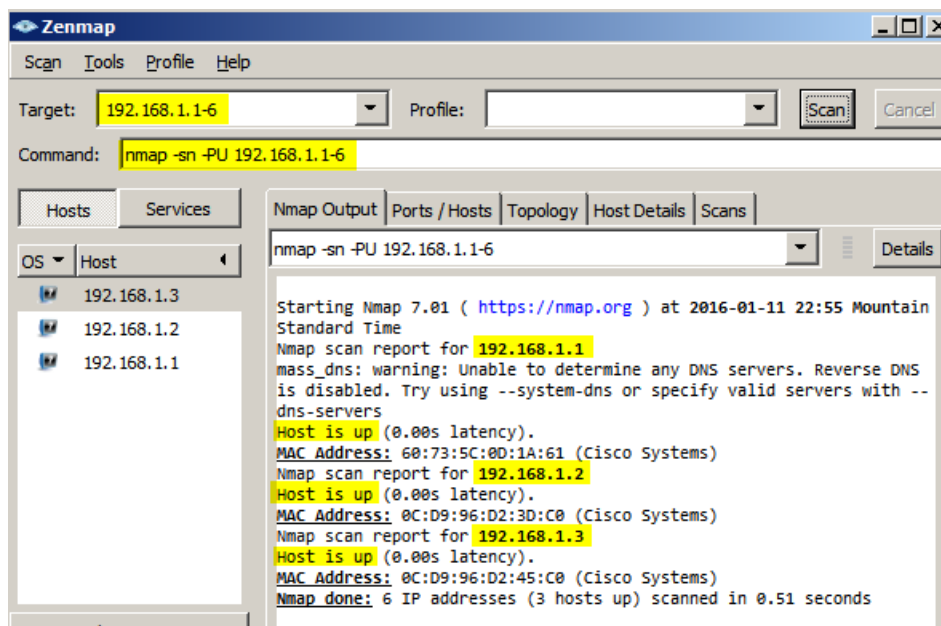 Zenmap
Scan Tools Profile Help
Target: 192.168.1.1-6 Profile: Scan Cancel
Command: nmap -sn -PU 192.168.1.1-6
Hosts Services
Nmap Output Ports / Hosts Topology Host Details Scans
nmap -sn -PU 192.168.1.1-6 Details
OS Host
192.168.1.3
192.168.1.2
192.168.1.1
Starting Nmap 7.01 ( https://nmap.org ) at 2016-01-11 22:55 Mountain
Standard Time
Nmap scan report for 192.168.1.1
mass_dns: warning: Unable to determine any DNS servers. Reverse DNS
is disabled. Try using --system-dns or specify valid servers with --
dns-servers
Host is up (0.00s latency).
MAC Address: 60:73:5C:0D:1A:61 (Cisco Systems)
Nmap scan report for 192.168.1.2
Host is up (0.00s latency).
MAC Address: 0C:D9:96:D2:3D:C0 (Cisco Systems)
Nmap scan report for 192.168.1.3
Host is up (0.00s latency).
MAC Address: 0C:D9:96:D2:45:C0 (Cisco Systems)
Nmap done: 6 IP addresses (3 hosts up) scanned in 0.51 seconds